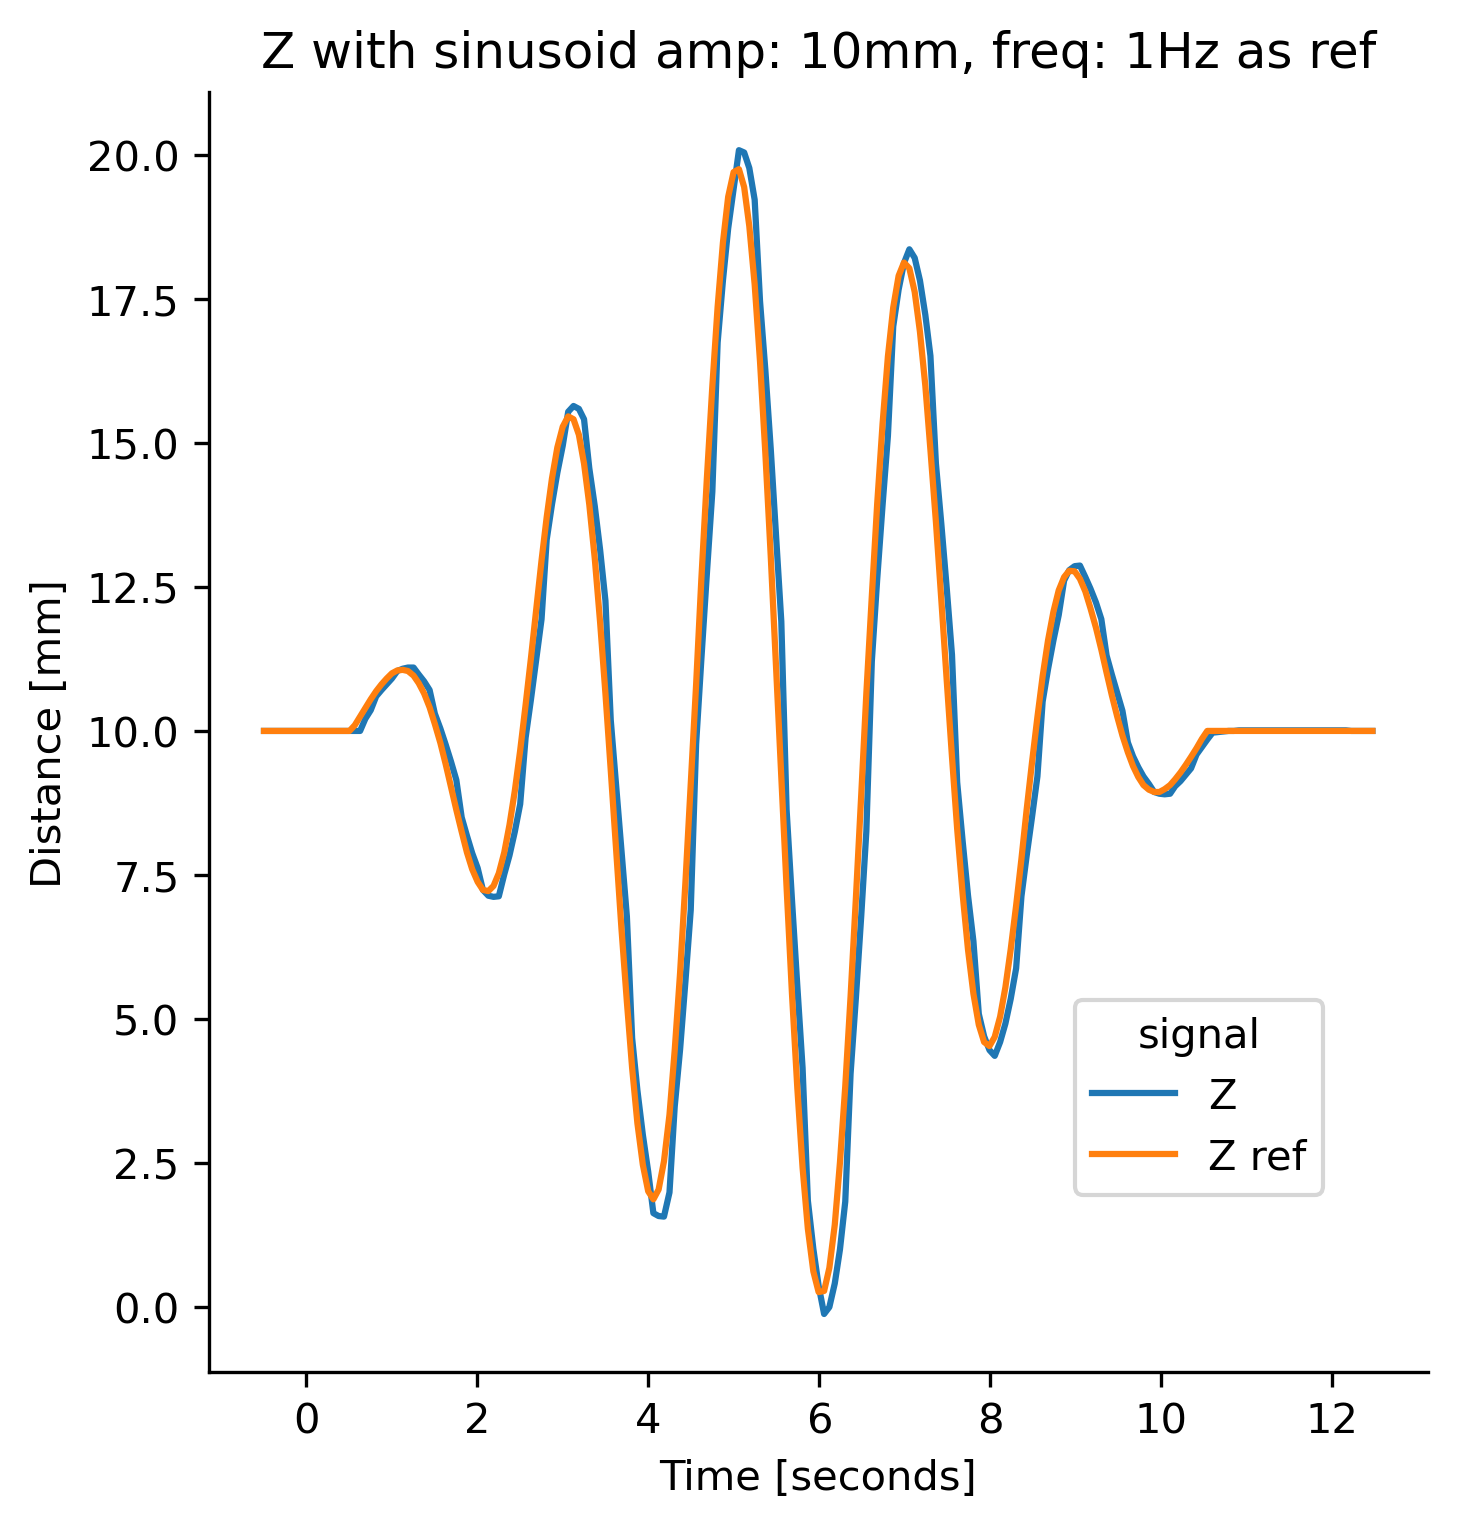 Z with sinusoid amp: 10mm, freq: 1Hz as ref
20.0
17.5
15.0
12.5
10.0
7.5
5.0
2.5
0.0
Distance [mm]
signal
Z
Z ref
0 2 4 6 8 10 12
Time [seconds]